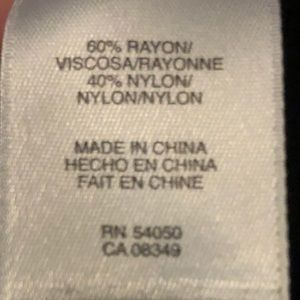 60% RAYON/
VISCOSA/RAYONNE
40% NYLON/
NYLON/NYLON
MADE IN CHINA
HECHO EN CHINA
FAIT EN CHINE
RN 54050
CA 08349